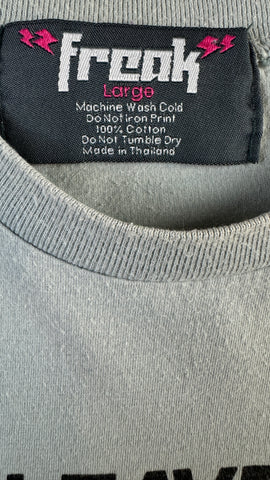 freak
Large
Machine Wash Cold
Do Not Iron Print
100% Cotton
Do Not Tumble Dry
Made in Thailand